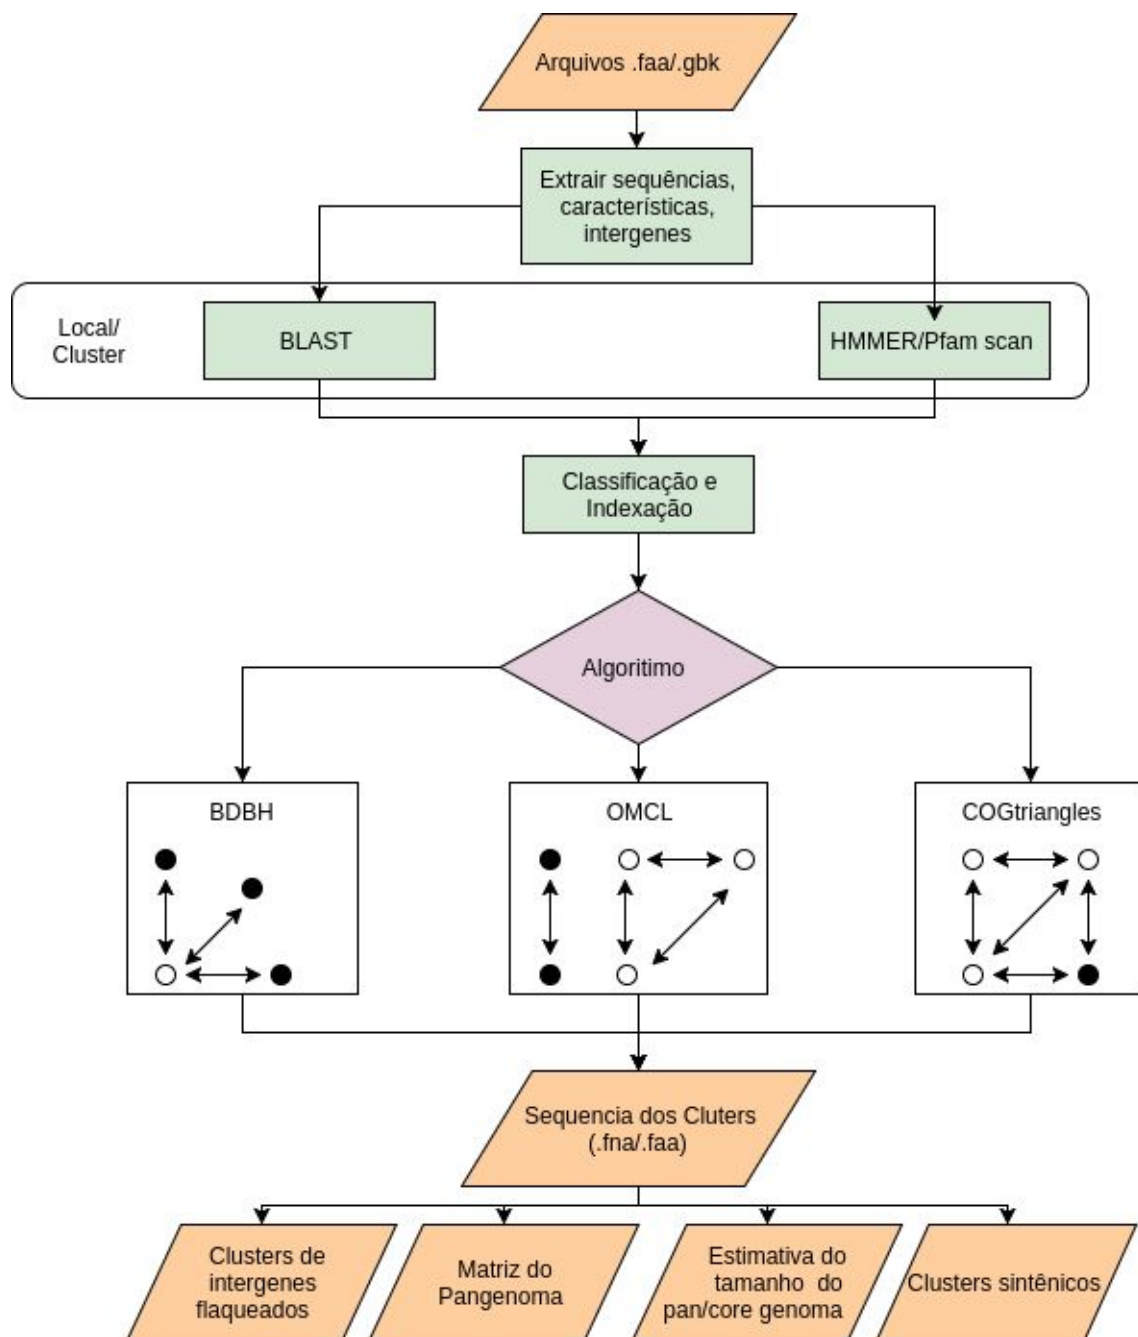 Arquivos .faa/.gbk
Extrair sequências,
características,
intergenes
Local/
Cluster
BLAST
HMMER/Pfam scan
Classificação e
Indexação
Algoritimo
BDBH
OMCL
COGtriangles
Sequencia dos Cluters
(.fna/.faa)
Clusters de
intergenes
flaqueados
Matriz do
Pangenoma
Estimativa do
tamanho do
pan/core genoma
Clusters sintênicos